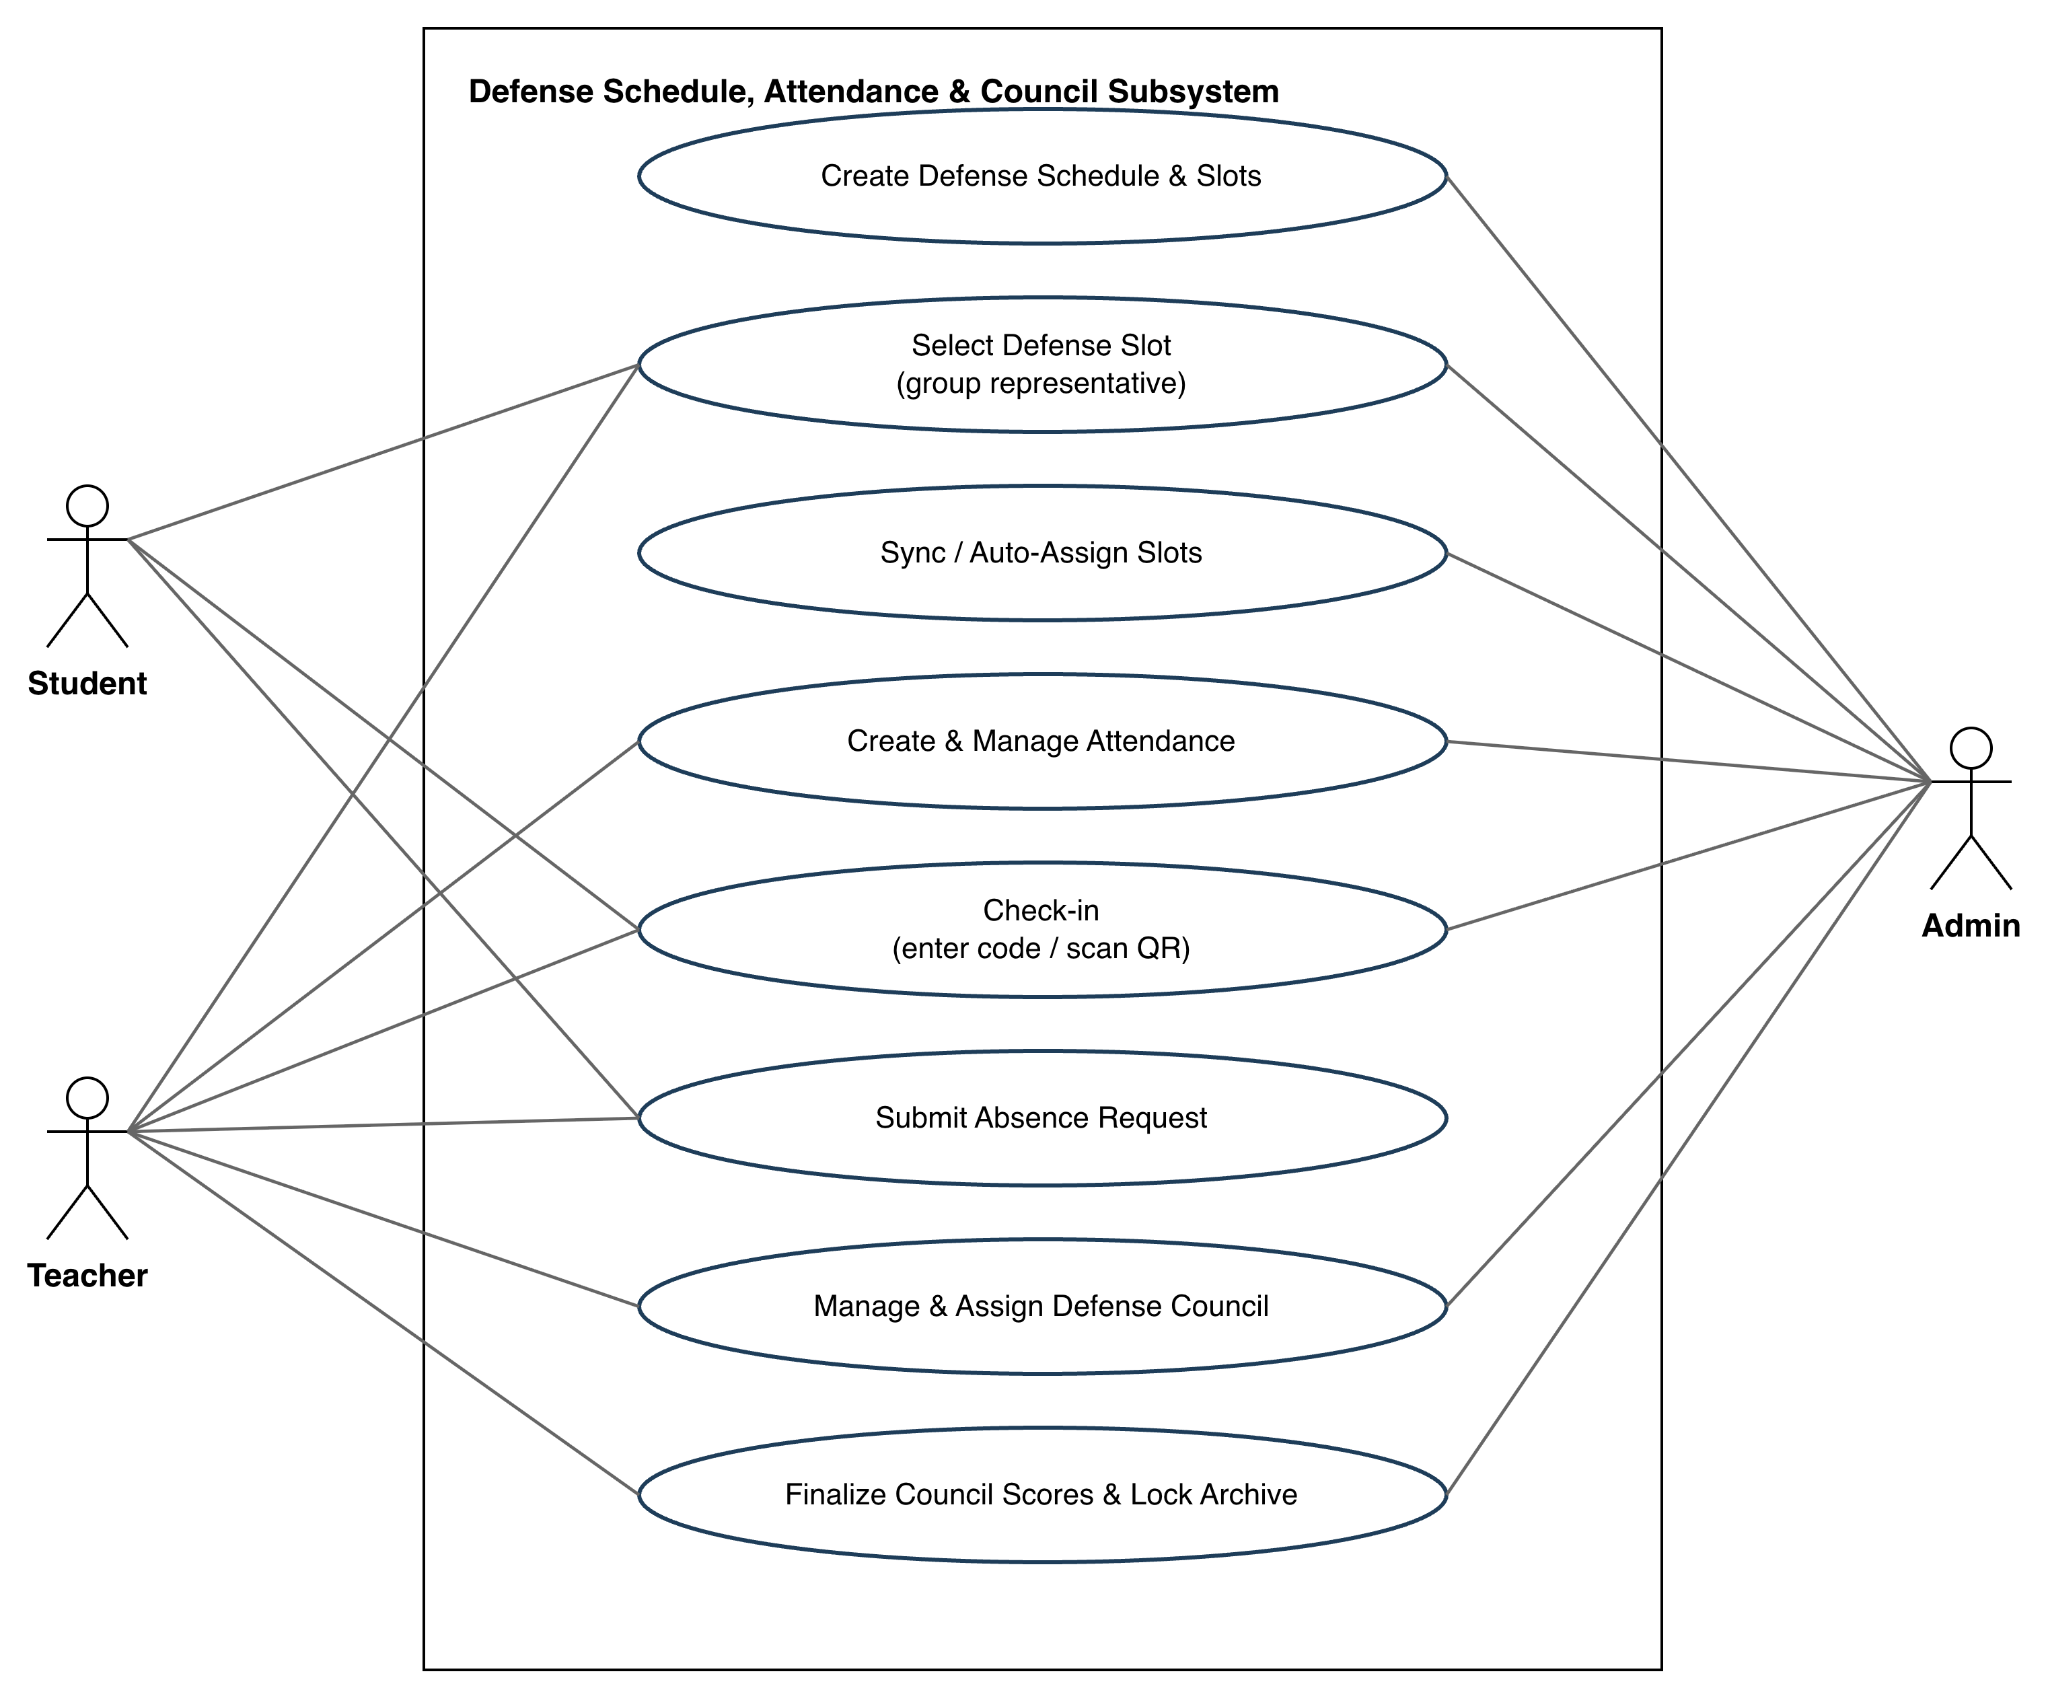 Defense Schedule, Attendance & Council Subsystem
Create Defense Schedule & Slots
Select Defense Slot
(group representative)
Sync / Auto-Assign Slots
Student
Create & Manage Attendance
Check-in
(enter code / scan QR)
Admin
Submit Absence Request
Teacher
Manage & Assign Defense Council
Finalize Council Scores & Lock Archive